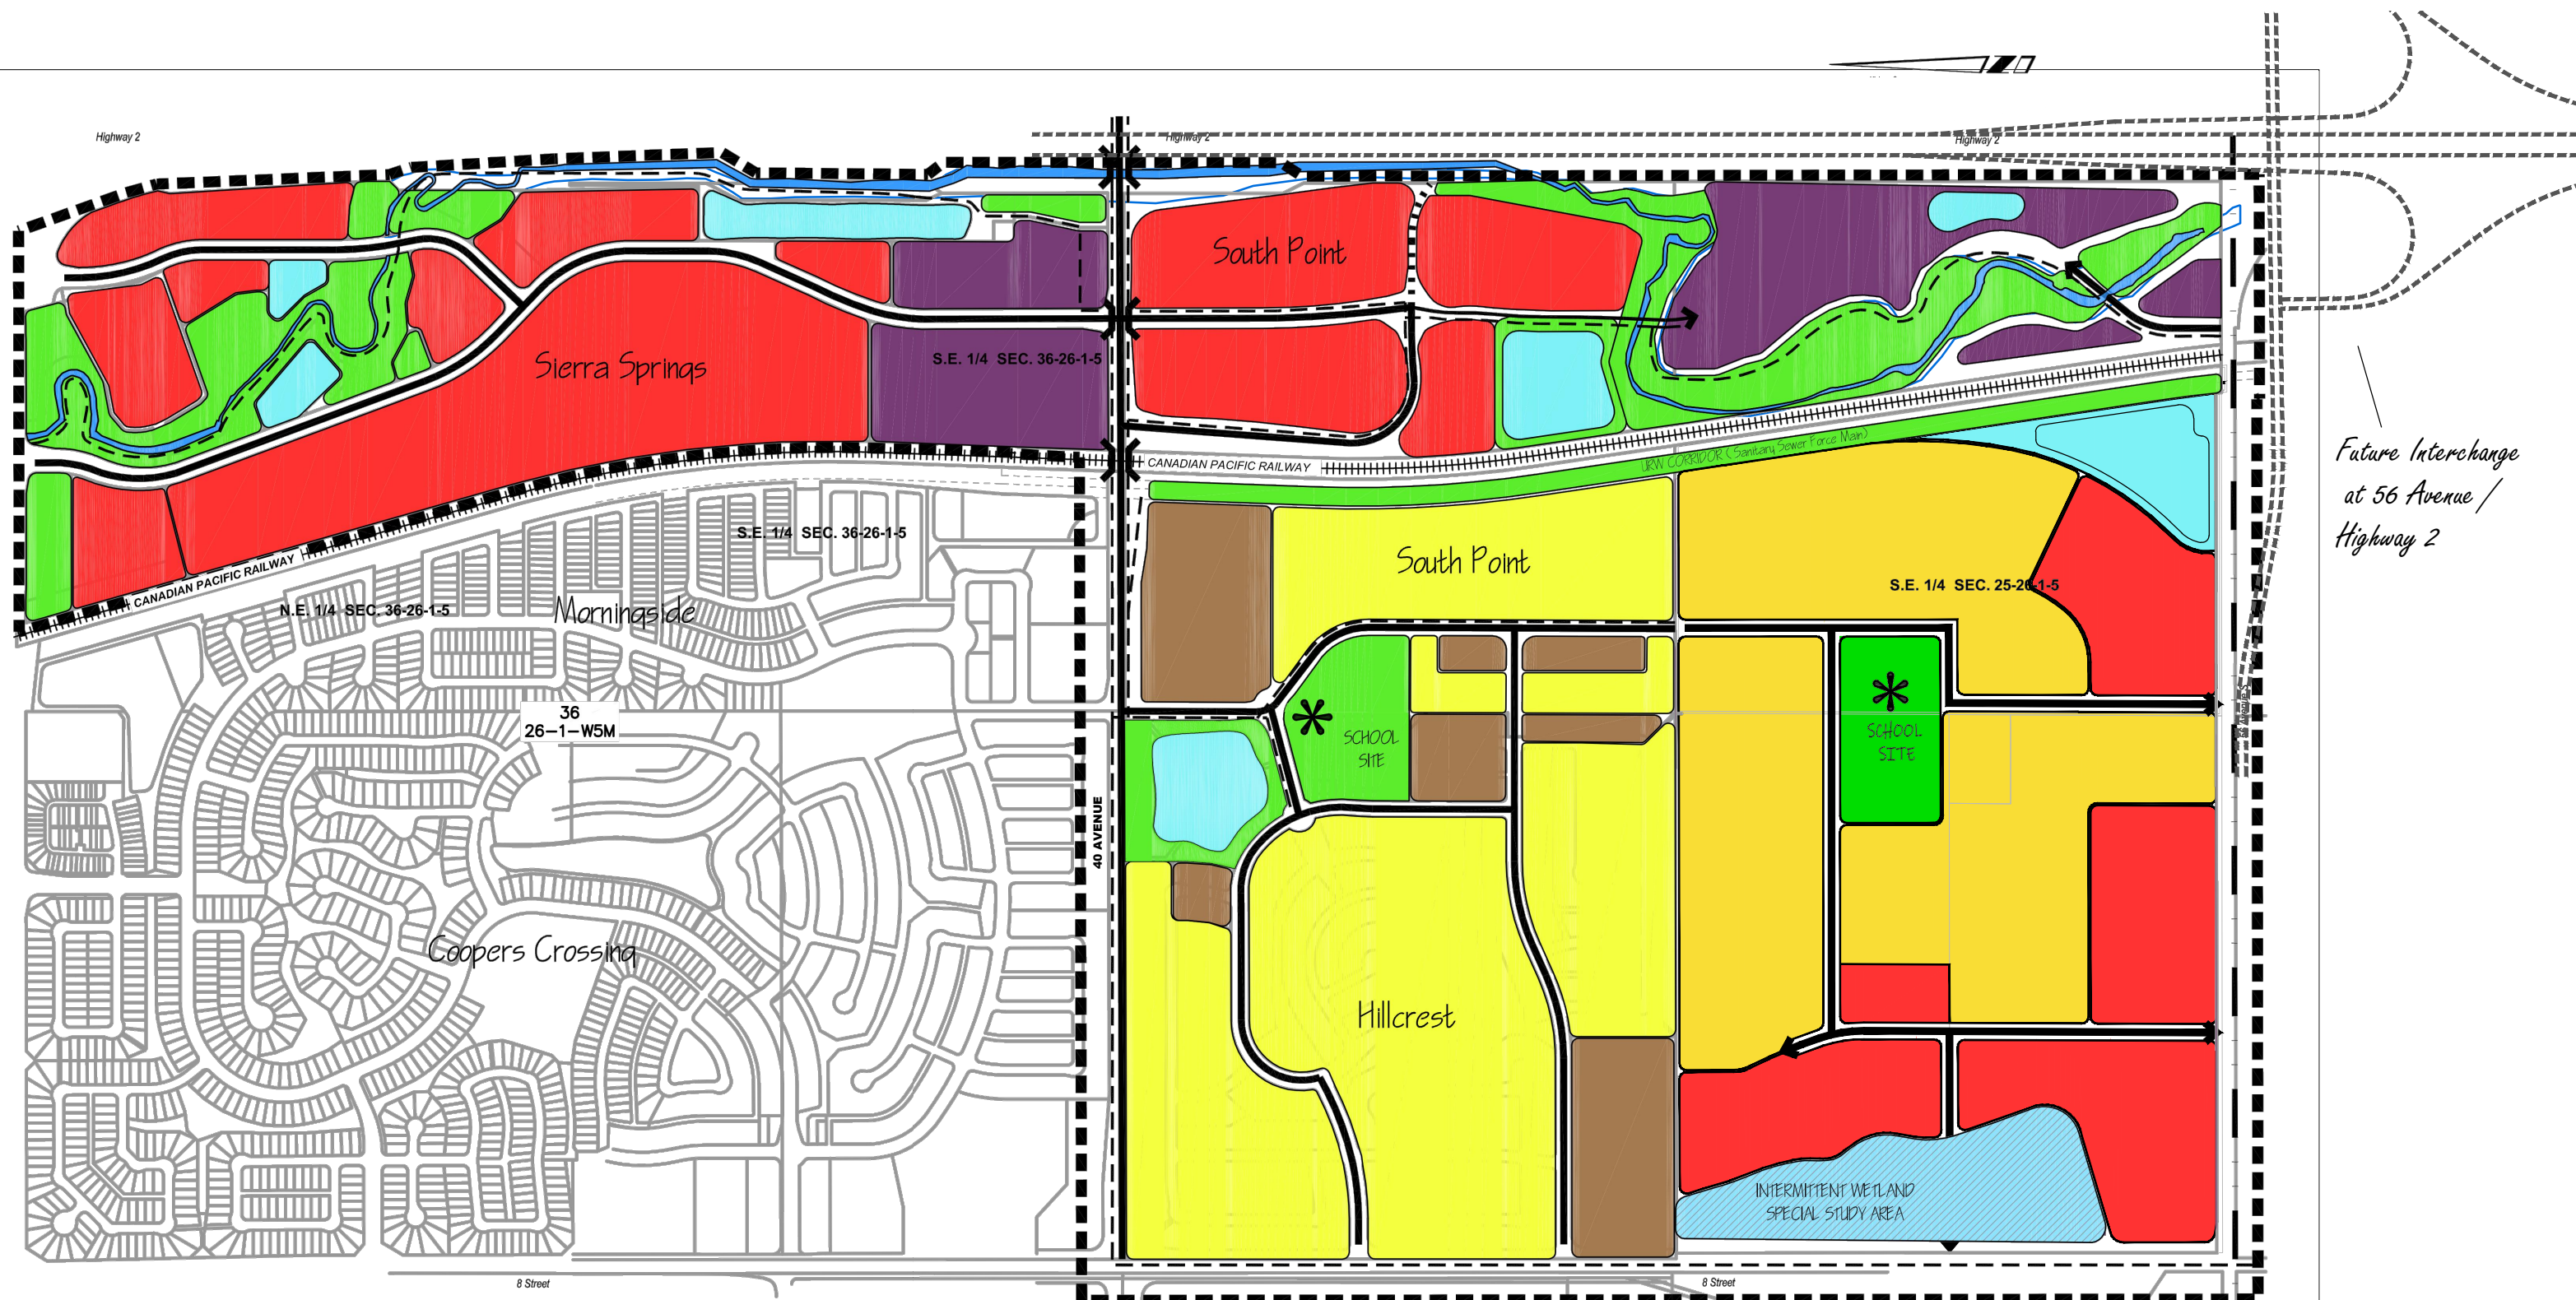 Highway 2
Highway 2
Highway 2
South Point
Sierra Springs
S.E. 1/4 SEC. 36-26-1-5
CANADIAN PACIFIC RAILWAY
URW CORRIDOR ( Sanitary Sewer Force Main)
Future Interchange
at 56 Avenue /
Highway 2
S.E. 1/4 SEC. 36-26-1-5
South Point
CANADIAN PACIFIC RAILWAY
N.E. 1/4 SEC. 36-26-1-5
Morningside
S.E. 1/4 SEC. 25-26-1-5
36
26-1-W5M
SCHOOL
SITE
SCHOOL
SITE
40 AVENUE
Coopers Crossing
Hillcrest
INTERMITTENT WETLAND
SPECIAL STUDY AREA
8 Street
8 Street